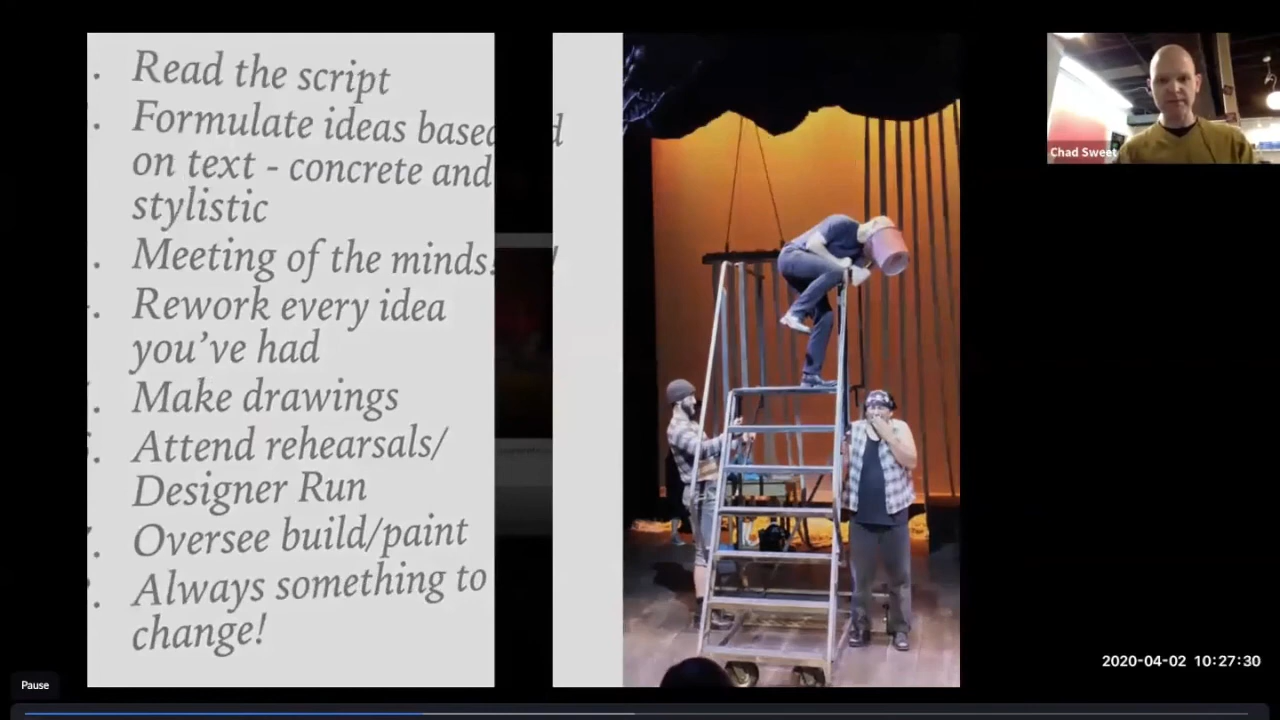 Read the script
Formulate ideas based
on text - concrete and
stylistic
Meeting of the minds!
Rework every idea
you've had
Make drawings
Attend rehearsals/
Designer Run
Oversee build/paint
Always something to
change!
Chad Sweet
2020-04-02 10:27:30
Pause